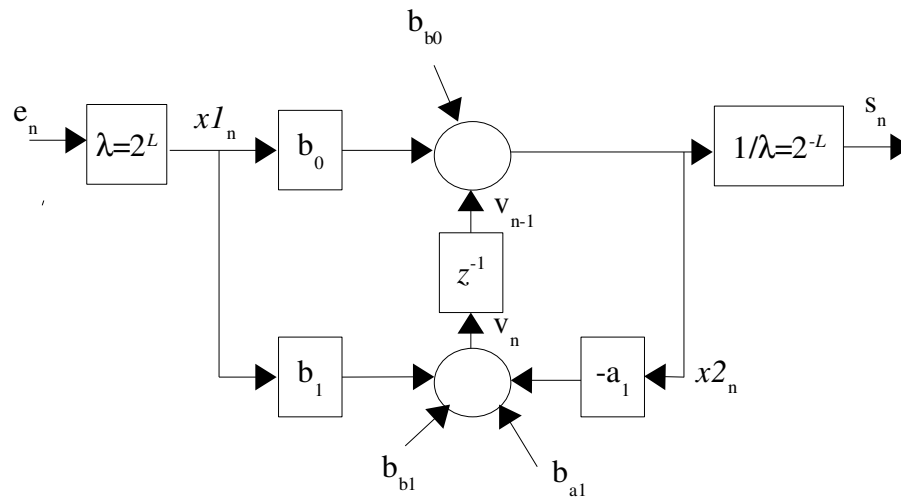 b_b0
e_n
λ=2^L
x1_n
b_0
1/λ=2^-L
s_n
v_n-1
z^-1
v_n
b_1
-a_1
x2_n
b_b1
b_a1